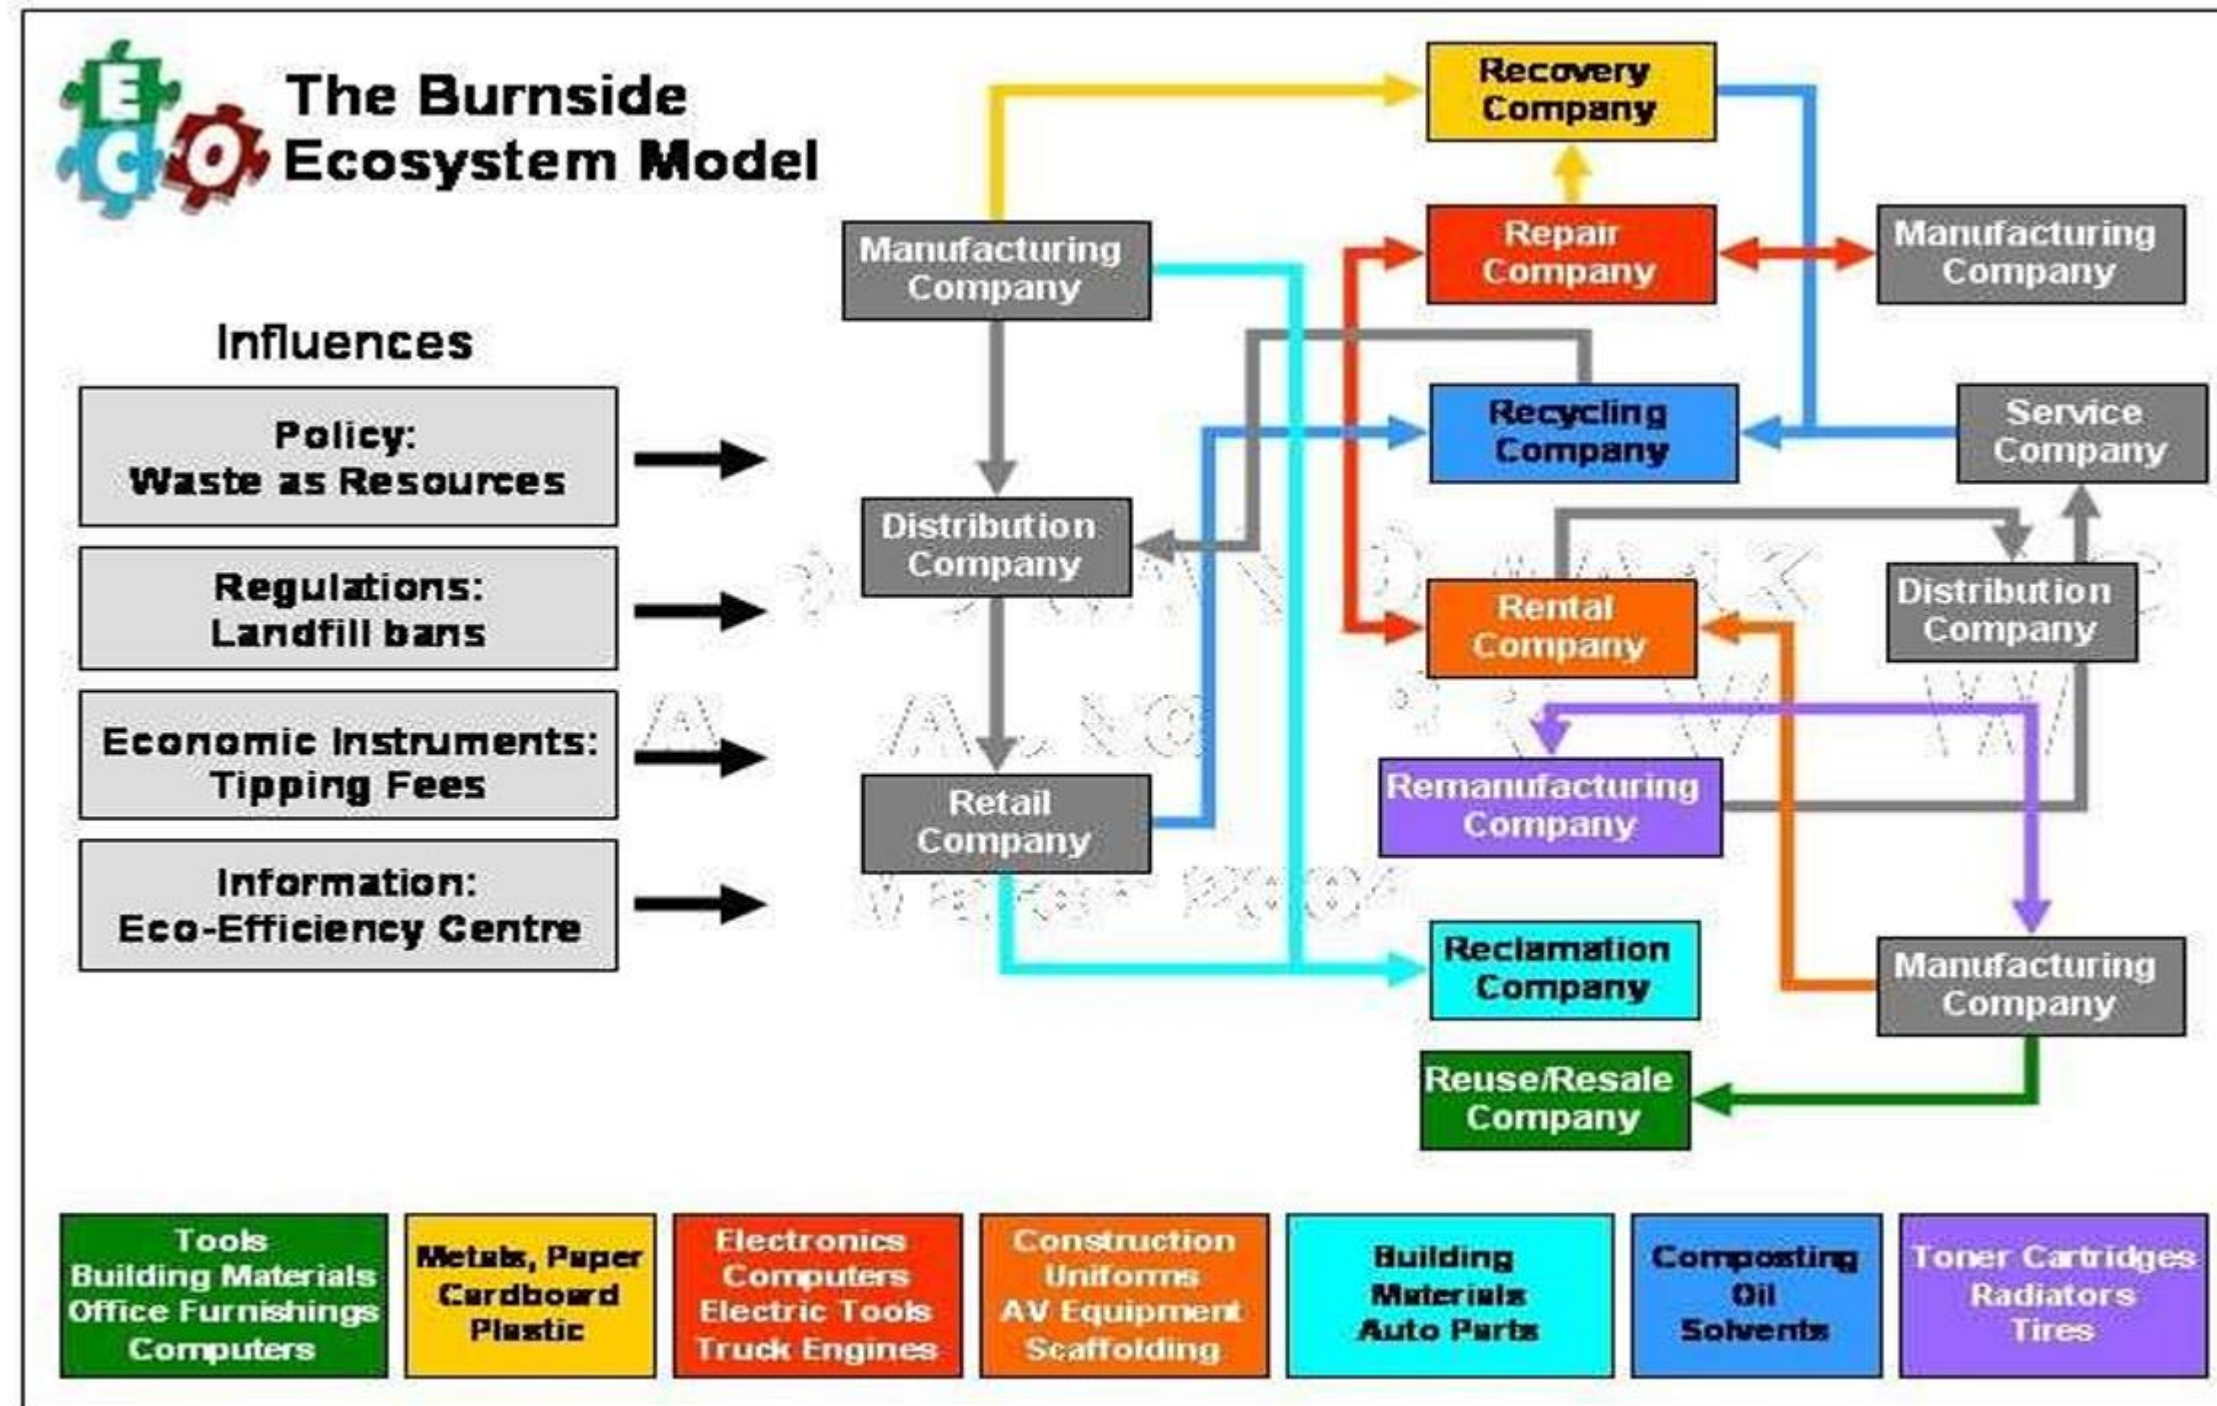 E
C O
The Burnside
Ecosystem Model
Influences
Policy:
Waste as Resources
Regulations:
Landfill bans
Economic Instruments:
Tipping Fees
Information:
Eco-Efficiency Centre
Manufacturing
Company
Distribution
Company
Retail
Company
Recovery
Company
Repair
Company
Manufacturing
Company
Recycling
Company
Service
Company
Rental
Company
Distribution
Company
Remanufacturing
Company
Reclamation
Company
Manufacturing
Company
Reuse/Resale
Company
Tools
Building Materials
Office Furnishings
Computers
Metals, Paper
Cardboard
Plastic
Electronics
Computers
Electric Tools
Truck Engines
Construction
Uniforms
AV Equipment
Scaffolding
Building
Materials
Auto Parts
Composting
Oil
Solvents
Toner Cartridges
Radiators
Tires